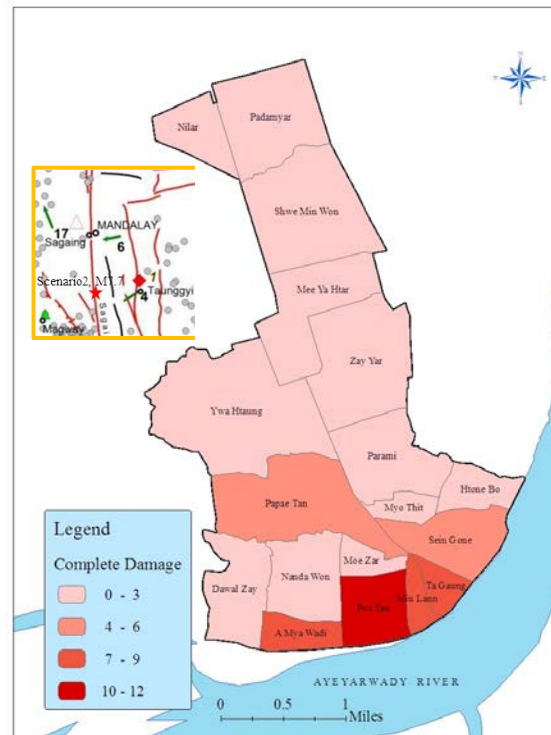 Nilar
Padamyar
Shwe Min Won
17
MANDALAY
Sagaing
6
Scenario2, M7.7
4
Taunggyi
Sagai
Magway
Mee Ya Htar
Zay Yar
Ywa Htaung
Parami
Htone Bo
Papae Tan
Myo Thit
Sein Gone
Moe Zar
Ta Gaung
Dawal Zay
Nanda Won
Min Lann
A Mya Wadi
Legend
Complete Damage
0 - 3
4 - 6
7 - 9
10 - 12
AYEYARWADY RIVER
0 0.5 1
Miles